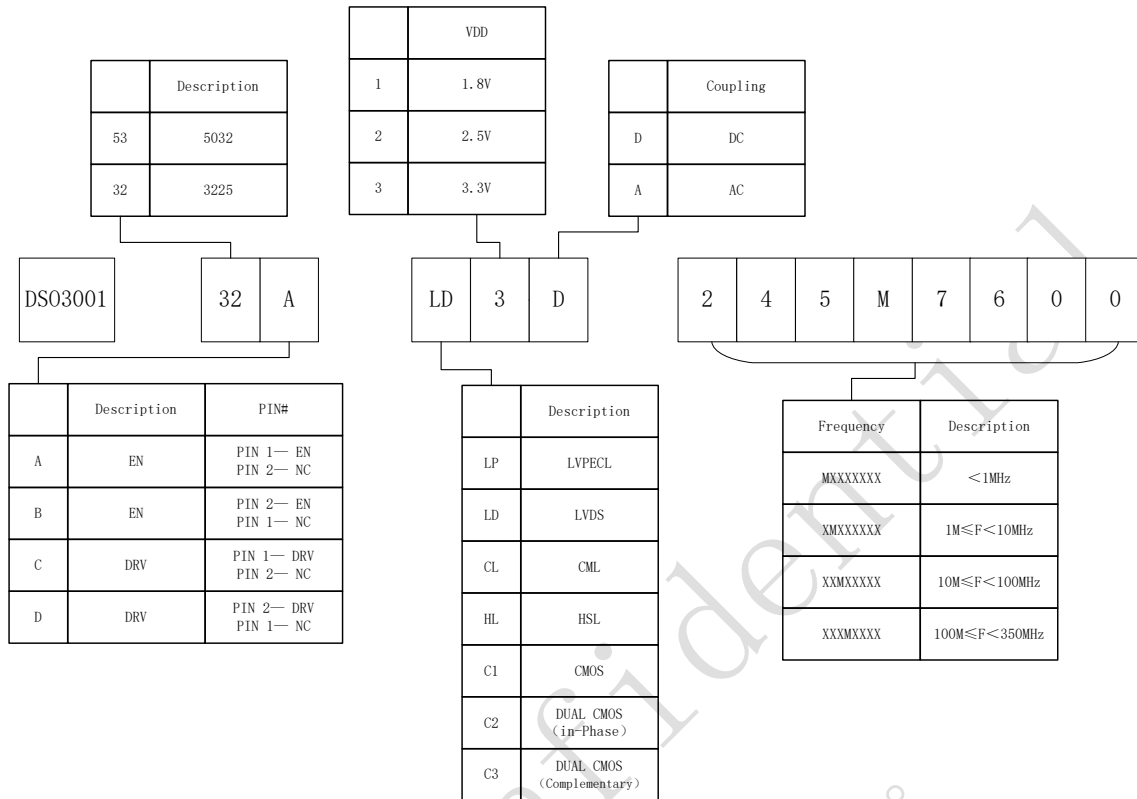 VDD
1 1.8V
2 2.5V
3 3.3V
Description
53 5032
32 3225
Coupling
D DC
A AC
DSO3001 32 A LD 3 D 2 4 5 M 7 6 0 0
Description PIN#
A EN PIN 1— EN
PIN 2— NC
B EN PIN 2— EN
PIN 1— NC
C DRV PIN 1— DRV
PIN 2— NC
D DRV PIN 2— DRV
PIN 1— NC
Description
LP LVPECL
LD LVDS
CL CML
HL HSL
C1 CMOS
C2 DUAL CMOS
(in-Phase)
C3 DUAL CMOS
(Complementary)
Frequency Description
MXXXXXXX <1MHz
XMXXXXXX 1M≤F<10MHz
XXMXXXXX 10M≤F<100MHz
XXXMXXXX 100M≤F<350MHz
fidential